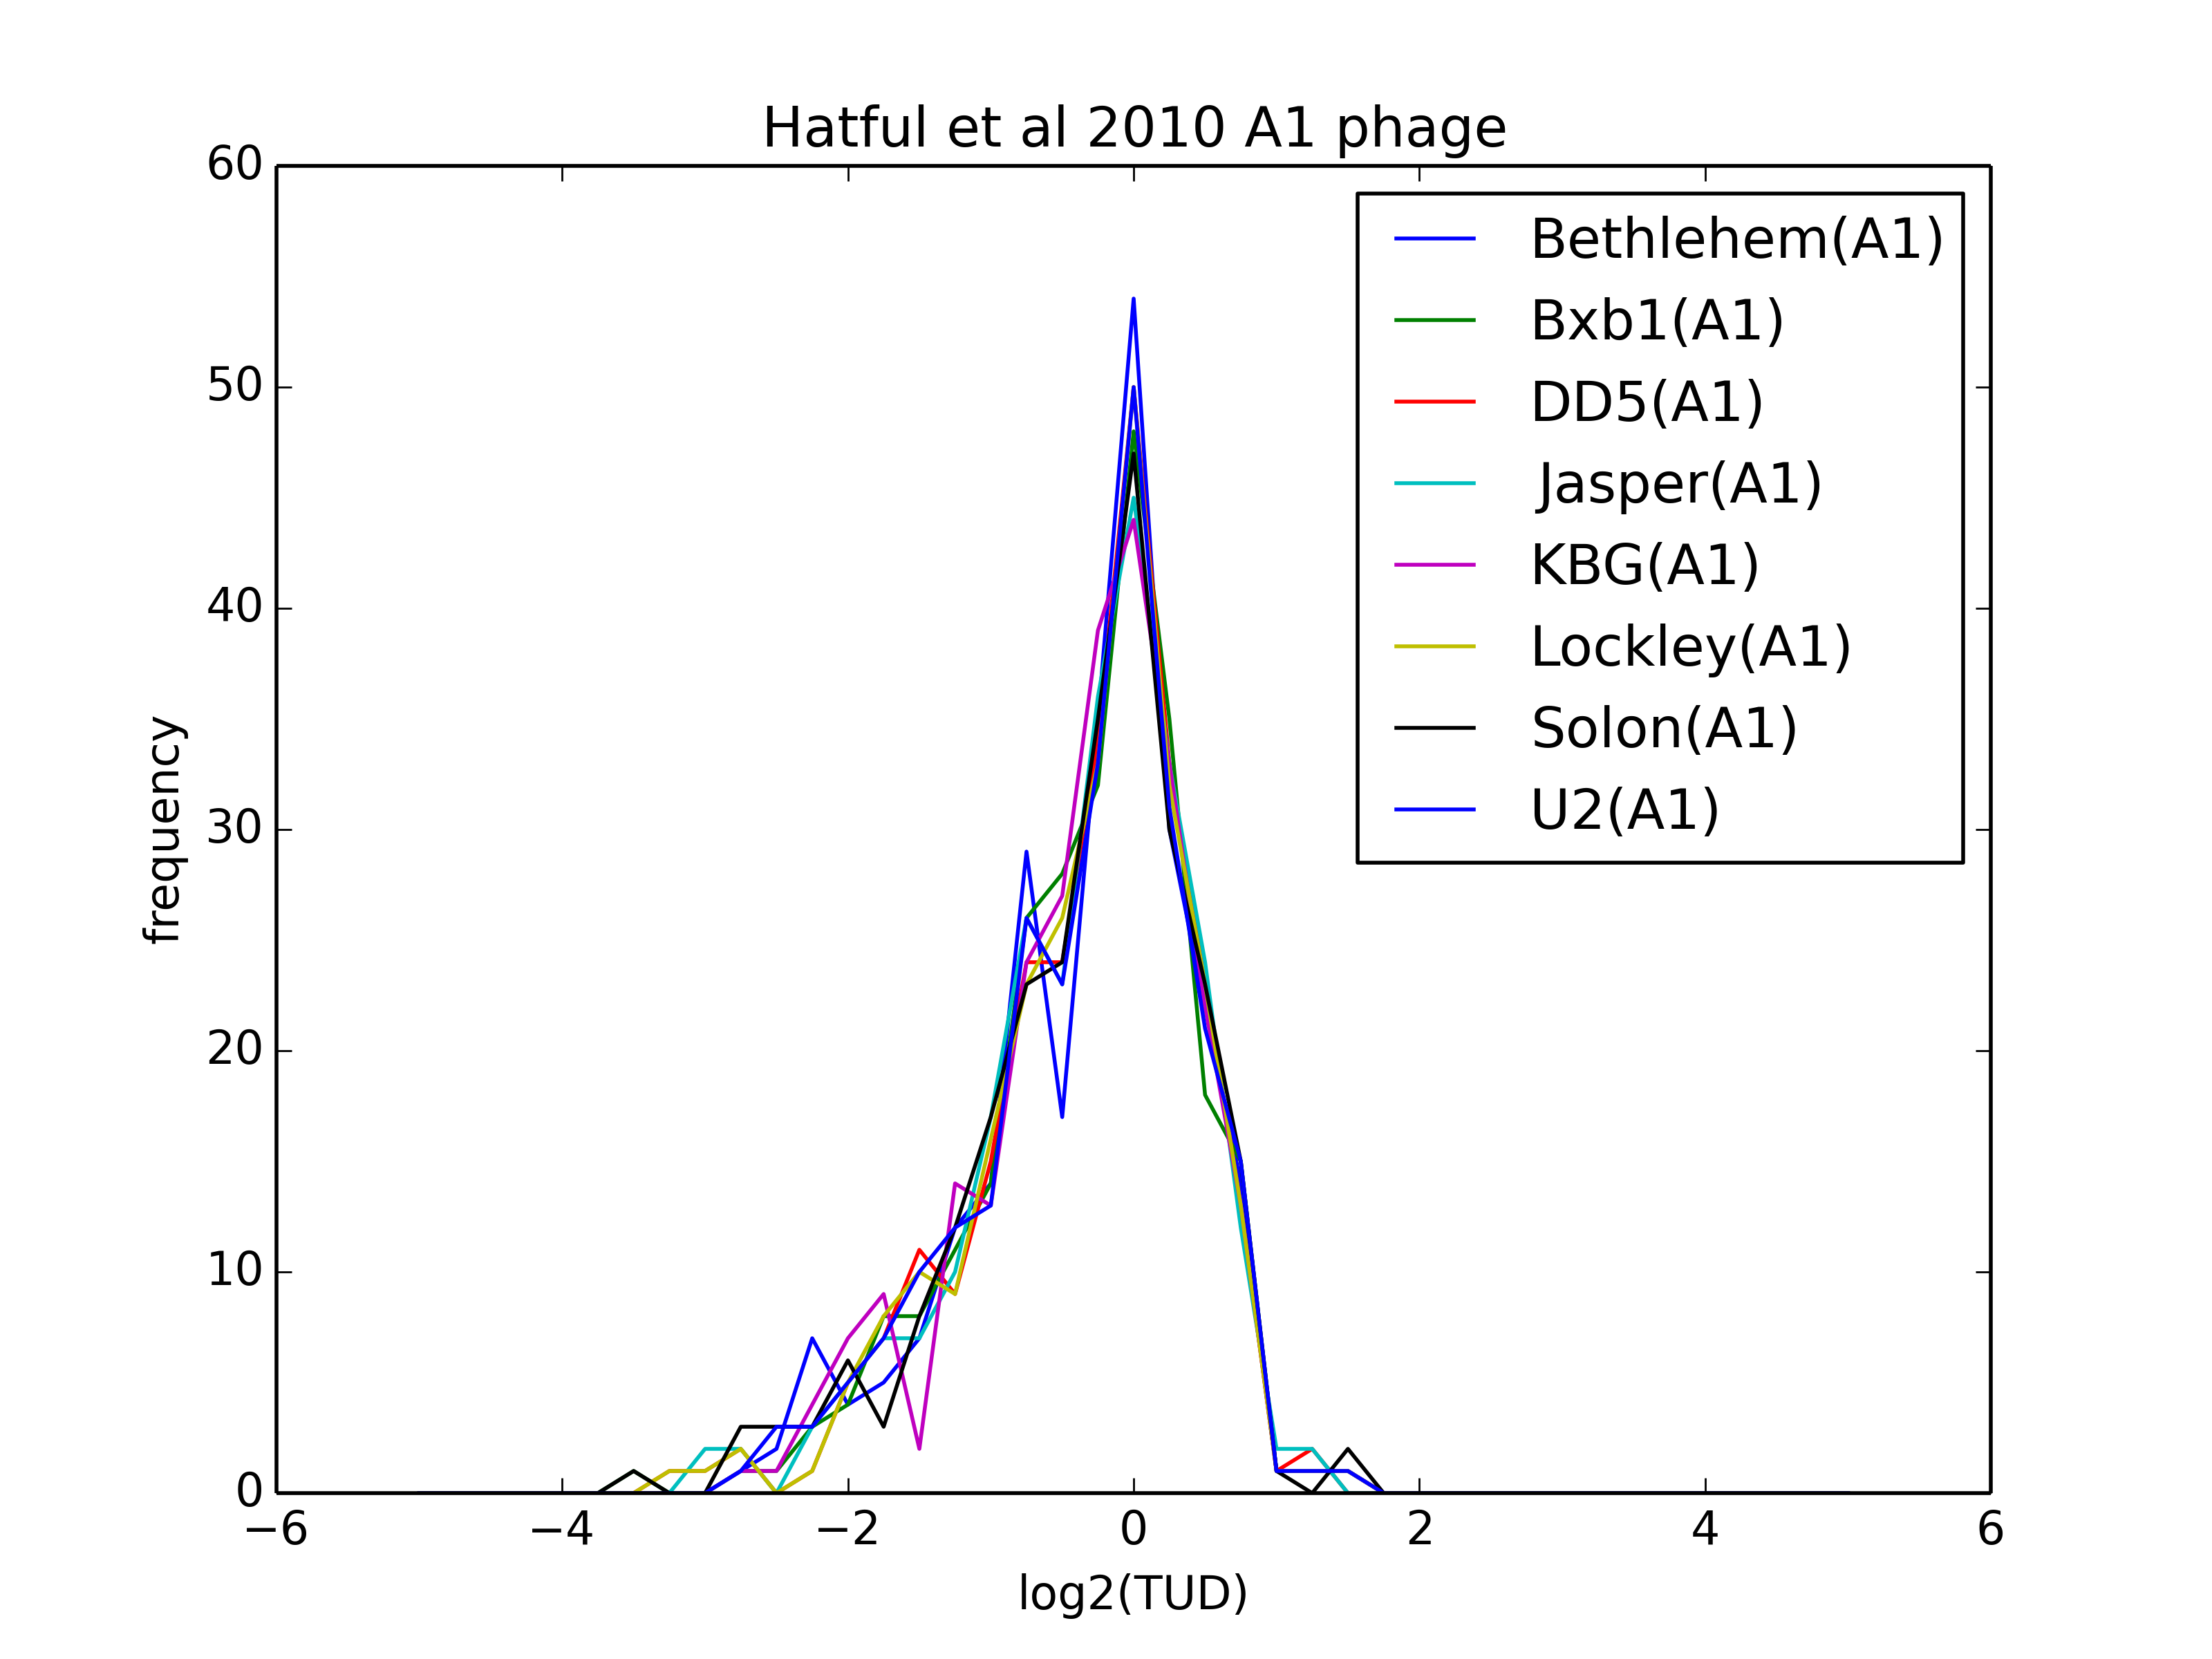 Hatful et al 2010 A1 phage
60
50
40
30
20
10
0
frequency
Bethlehem(A1)
Bxb1(A1)
DD5(A1)
Jasper(A1)
KBG(A1)
Lockley(A1)
Solon(A1)
U2(A1)
−6 −4 −2 0 2 4 6
log2(TUD)